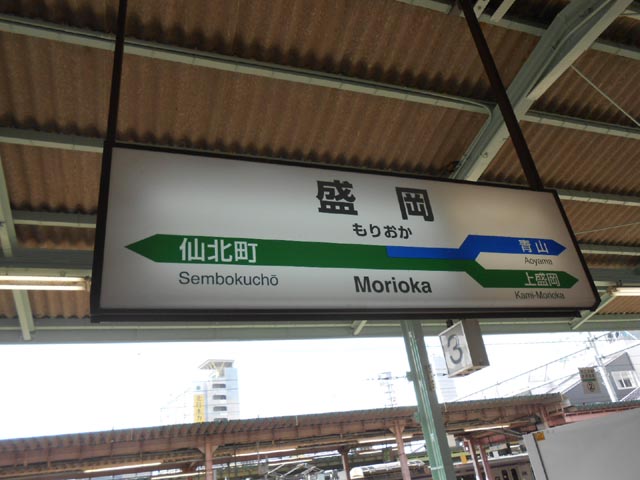 盛岡
もりおか
仙北町
Sembokuchō
Morioka
青山
Aoyama
上盛岡
Kami-Morioka
3